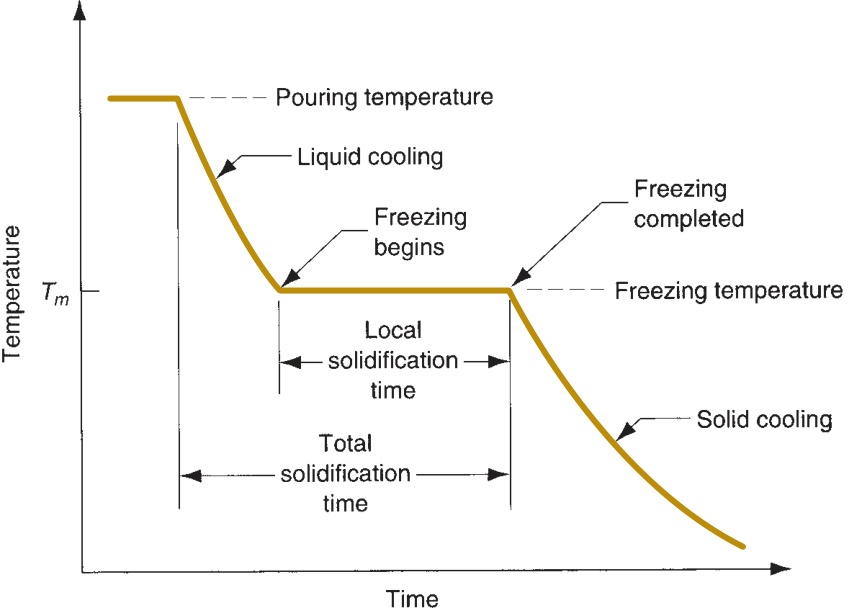 Pouring temperature
Liquid cooling
Freezing
begins
Freezing
completed
Temperature
Tm
Freezing temperature
Local
solidification
time
Solid cooling
Total
solidification
time
Time